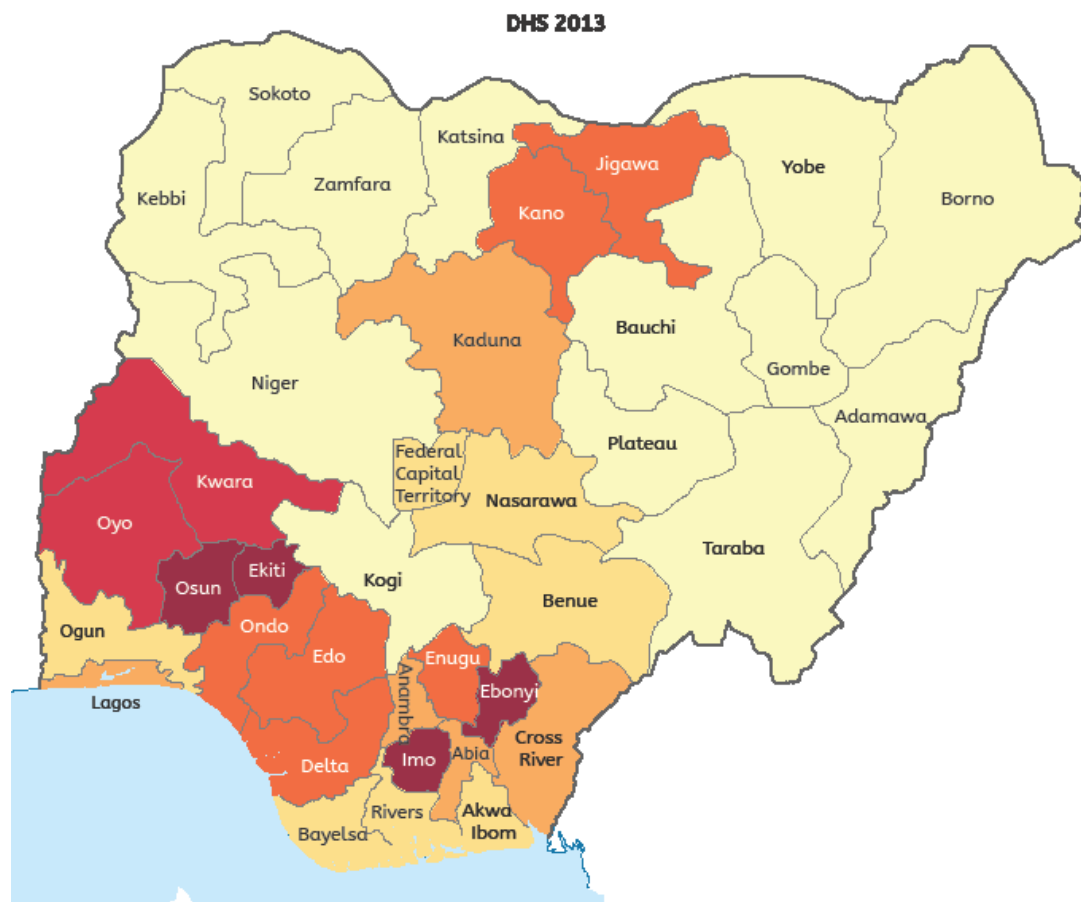 DHS 2013
Sokoto
Katsina
Jigawa
Yobe
Borno
Kebbi
Zamfara
Kano
Kaduna
Bauchi
Gombe
Niger
Adamawa
Federal
Capital
Territory
Plateau
Kwara
Nasarawa
Oyo
Taraba
Osun
Ekiti
Kogi
Benue
Ogun
Ondo
Edo
Enugu
Anambra
Ebonyi
Lagos
Cross
River
Delta
Imo
Abia
Rivers
Akwa
Ibom
Bayelsa